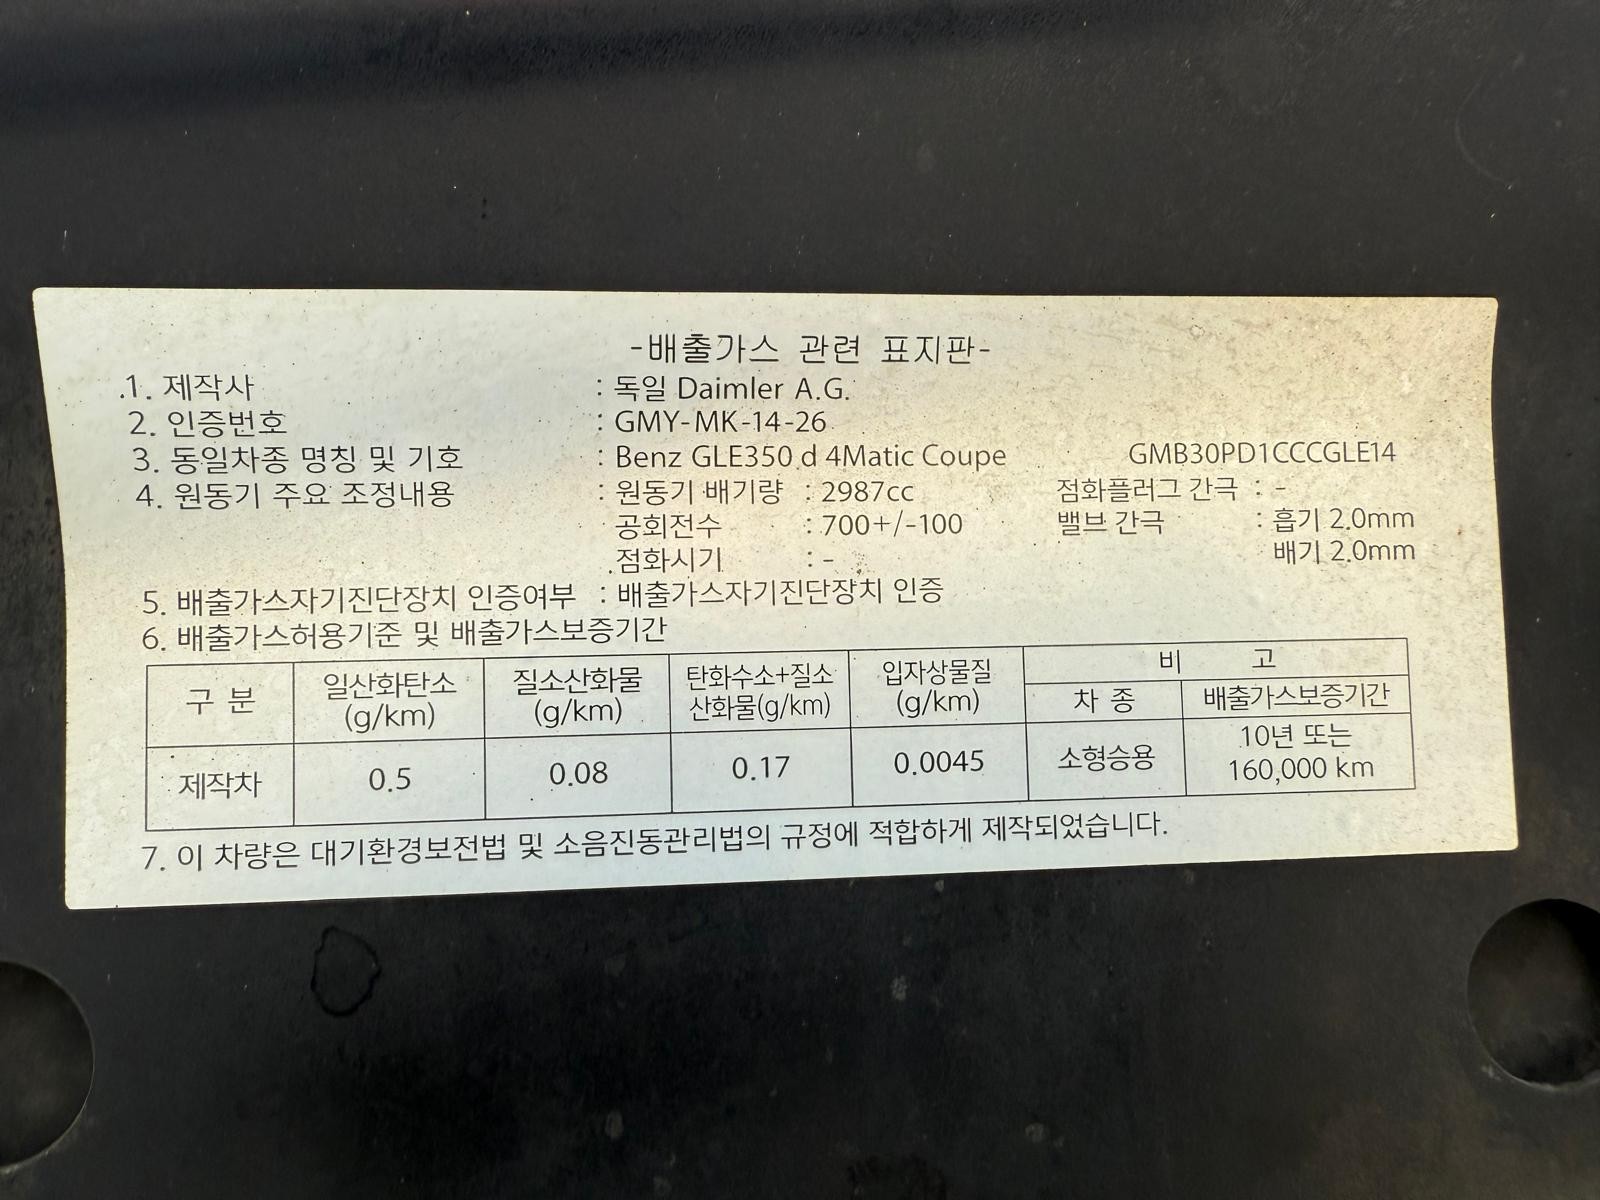 -배출가스 관련 표지판-
1. 제작사 : 독일 Daimler A.G.
2. 인증번호 : GMY-MK-14-26
3. 동일차종 명칭 및 기호 : Benz GLE350 d 4Matic Coupe GMB30PD1CCCGLE14
4. 원동기 주요 조정내용 : 원동기 배기량 : 2987cc 점화플러그 간극 : -
공회전수 : 700+/-100 밸브 간극 : 흡기 2.0mm
점화시기 : - 배기 2.0mm
5. 배출가스자기진단장치 인증여부 : 배출가스자기진단장치 인증
6. 배출가스허용기준 및 배출가스보증기간
구 분 일산화탄소 (g/km) 질소산화물 (g/km) 탄화수소+질소 산화물(g/km) 입자상물질 (g/km) 비 고
차 종 배출가스보증기간
제작차 0.5 0.08 0.17 0.0045 소형승용 10년 또는 160,000 km
7. 이 차량은 대기환경보전법 및 소음진동관리법의 규정에 적합하게 제작되었습니다.